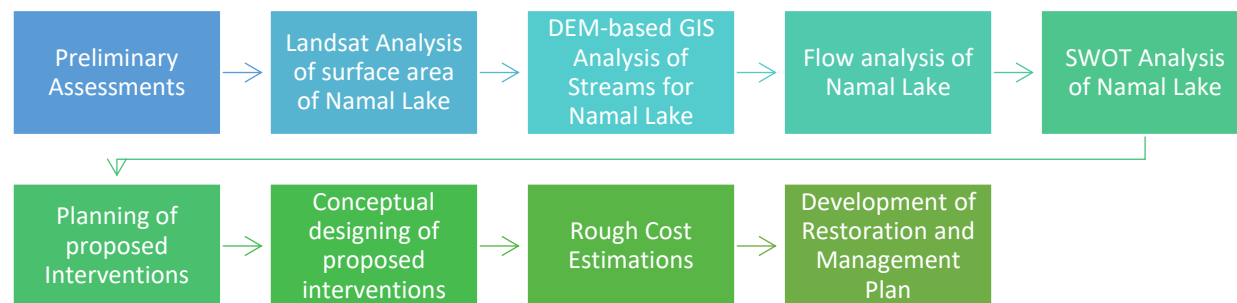 Preliminary
Assessments
Landsat Analysis
of surface area
of Namal Lake
DEM-based GIS
Analysis of
Streams for
Namal Lake
Flow analysis of
Namal Lake
SWOT Analysis
of Namal Lake
Planning of
proposed
Interventions
Conceptual
designing of
proposed
interventions
Rough Cost
Estimations
Development of
Restoration and
Management
Plan